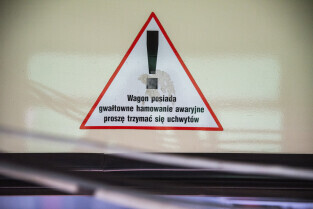 Wagon posiada
gwałtowne hamowanie awaryjne
proszę trzymać się uchwytów